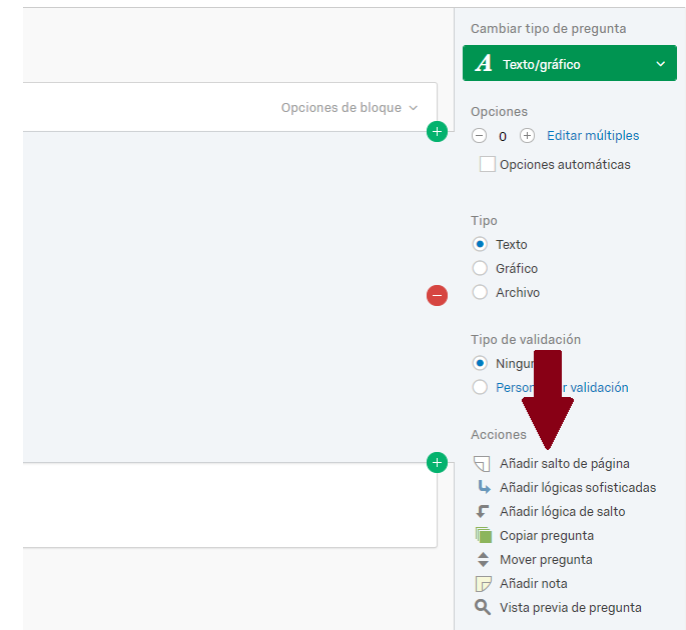 Cambiar tipo de pregunta
A Texto/gráfico
Opciones de bloque
Opciones
0 Editar múltiples
Opciones automáticas
Tipo
Texto
Gráfico
Archivo
Tipo de validación
validación
Acciones
Añadir salto de página
Añadir lógicas sofisticadas
Añadir lógica de salto
Copiar pregunta
Mover pregunta
Añadir nota
Vista previa de pregunta